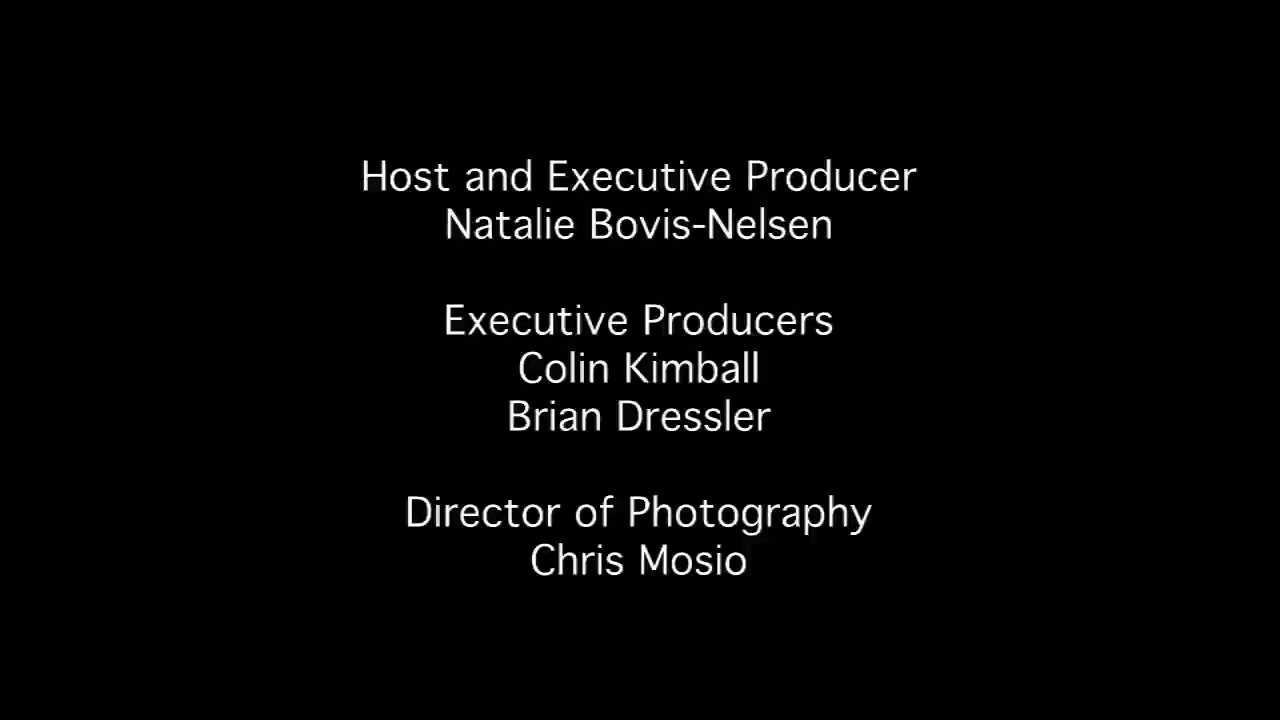 Host and Executive Producer
Natalie Bovis-Nelsen
Executive Producers
Colin Kimball
Brian Dressler
Director of Photography
Chris Mosio